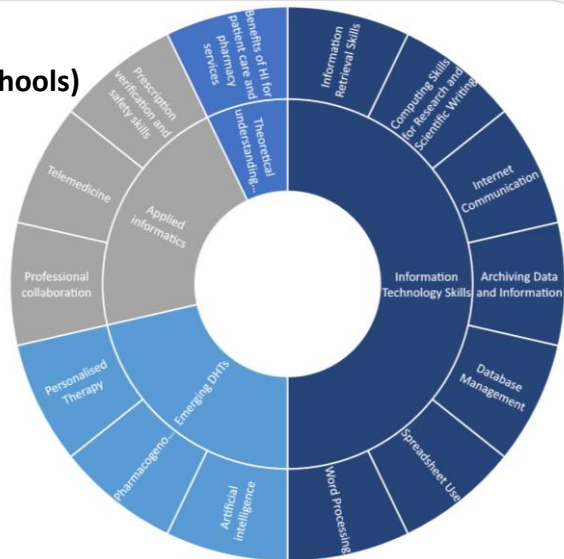 hools)
Information
Retrieval Skills
Computing Skills
for Research and
Scientific Writing
Internet
Communication
Archiving Data
and Information
Database
Management
Spreadsheet Use
Word Processing
Information
Technology Skills
Artificial
intelligence
Pharmacogeno...
Personalised
Therapy
Emerging DHTs
Professional
collaboration
Telemedicine
Prescription
verification and
safety skills
Applied
informatics
Benefits of HI for
patient care and
pharmacy
services
Theoretical
understanding...